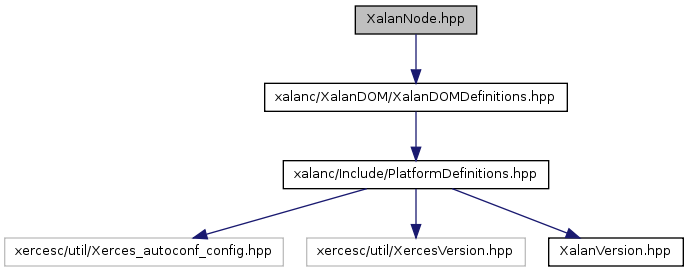 XalanNode.hpp
xalanc/XalanDOM/XalanDOMDefinitions.hpp
xalanc/Include/PlatformDefinitions.hpp
xercesc/util/Xerces_autoconf_config.hpp
xercesc/util/XercesVersion.hpp
XalanVersion.hpp